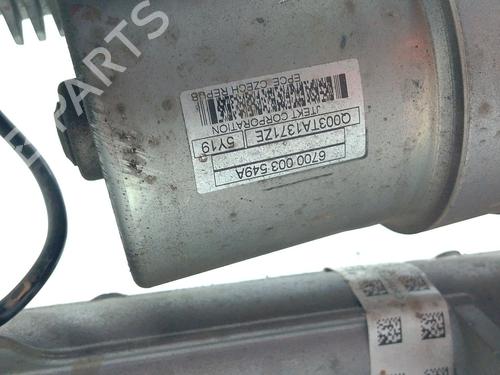 6700 003 549A
Q003TA1371ZE 5Y19
JTEKT CORPORATION
EPCE CZECH REPUB
PARTS